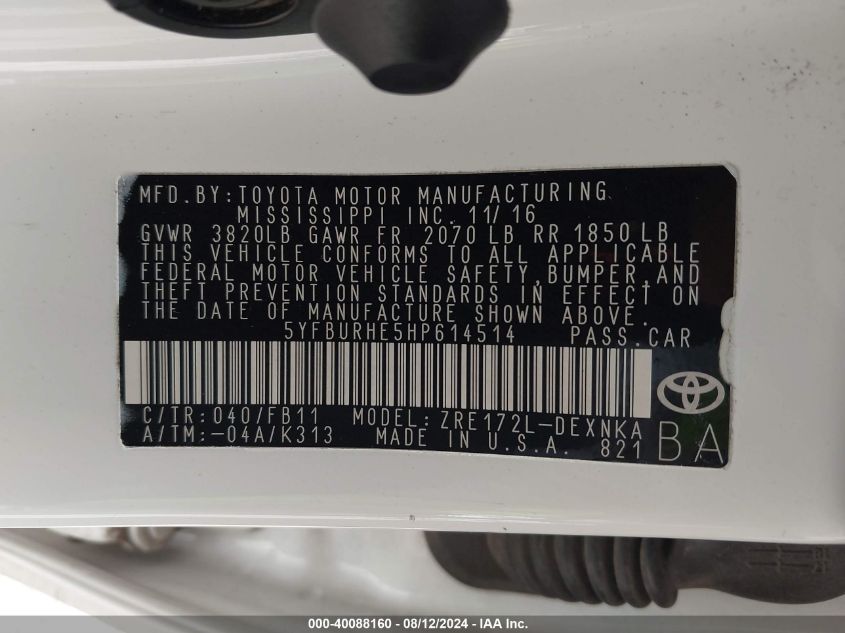 MFD.BY:TOYOTA MOTOR MANUFACTURING
MISSISSIPPI INC. 11/16
GVWR 3820LB GAWR FR 2070 LB RR 1850 LB
THIS VEHICLE CONFORMS TO ALL APPLICABLE
FEDERAL MOTOR VEHICLE SAFETY,BUMPER,AND
THEFT PREVENTION STANDARDS IN EFFECT ON
THE DATE OF MANUFACTURE SHOWN ABOVE.
5YFBURHE5HP614514 PASS.CAR
C/TR: 040/FB11 MODEL: ZRE172L-DEXNKA
A/TM:-04A/K313 MADE IN U.S.A. 821 BA
000-40088160 - 08/12/2024 - IAA Inc.